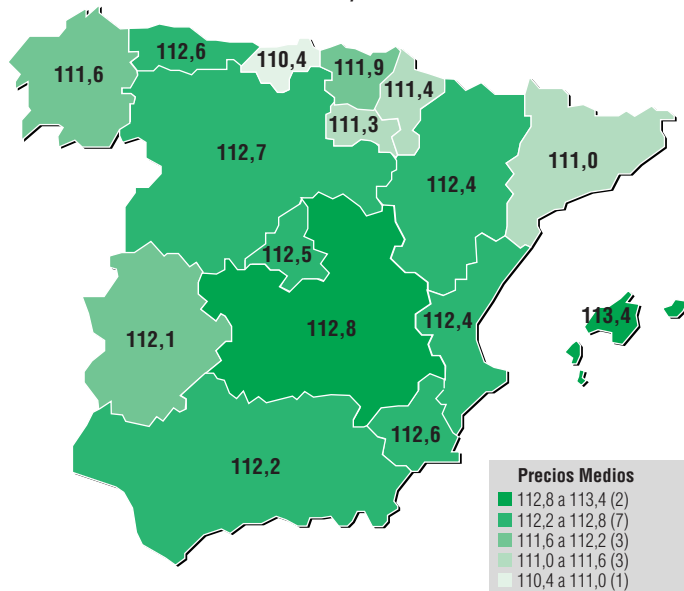 112,6
110,4
111,6
111,9
111,4
111,3
112,7
111,0
112,4
112,5
113,4
112,4
112,8
112,1
112,6
112,2
Precios Medios
112,8 a 113,4 (2)
112,2 a 112,8 (7)
111,6 a 112,2 (3)
111,0 a 111,6 (3)
110,4 a 111,0 (1)